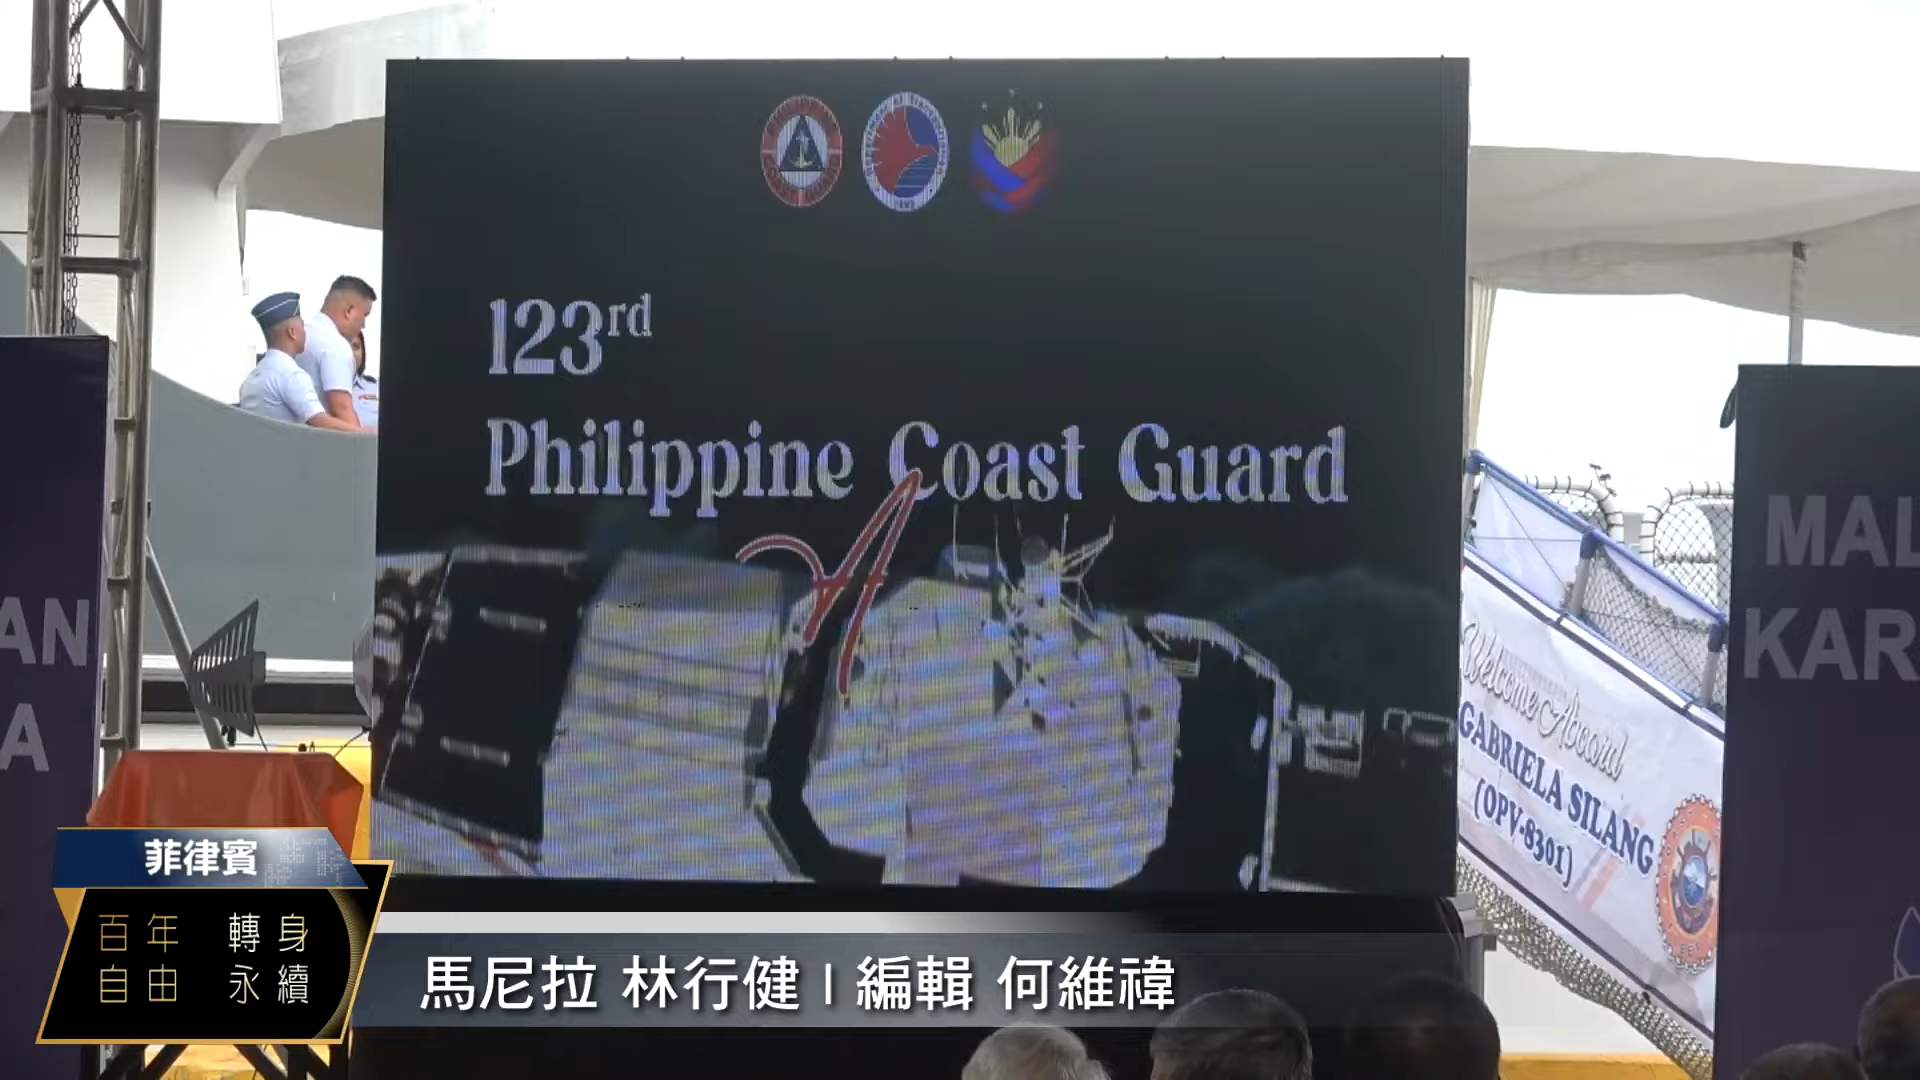 123rd
Philippine Coast Guard
A
AN
A
MAL
KAR
Welcome Aboard
GABRIELA SILANG
(OPV-8301)
菲律賓
百年 轉身
自由 永續
馬尼拉 林行健 | 編輯 何維禕